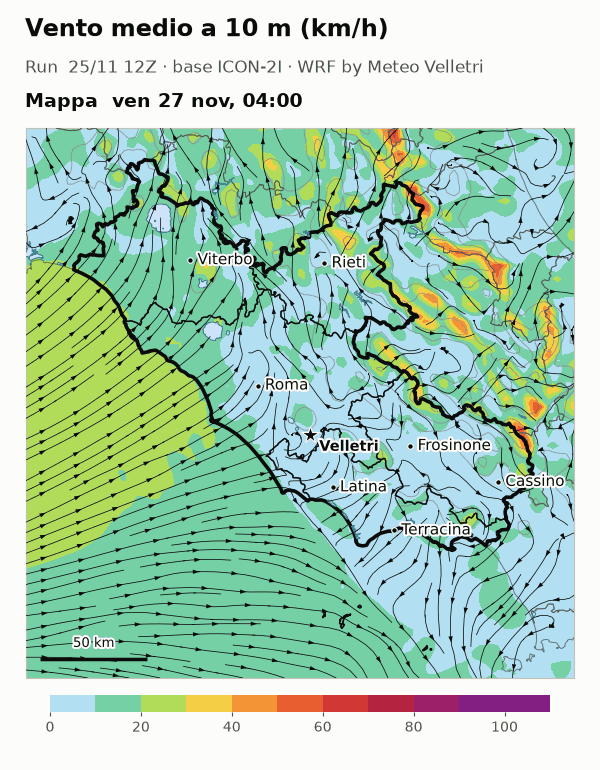 Vento medio a 10 m (km/h)
Run 25/11 12Z · base ICON-2I · WRF by Meteo Velletri
Mappa ven 27 nov, 04:00
Viterbo
Rieti
Roma
Velletri
Frosinone
Cassino
Latina
Terracina
50 km
0 20 40 60 80 100